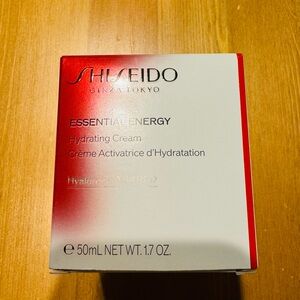 SHISEIDO
GINZA TOKYO
ESSENTIAL ENERGY
Hydrating Cream
Crème Activatrice d'Hydratation
℮ 50mL NET WT. 1.7 OZ.